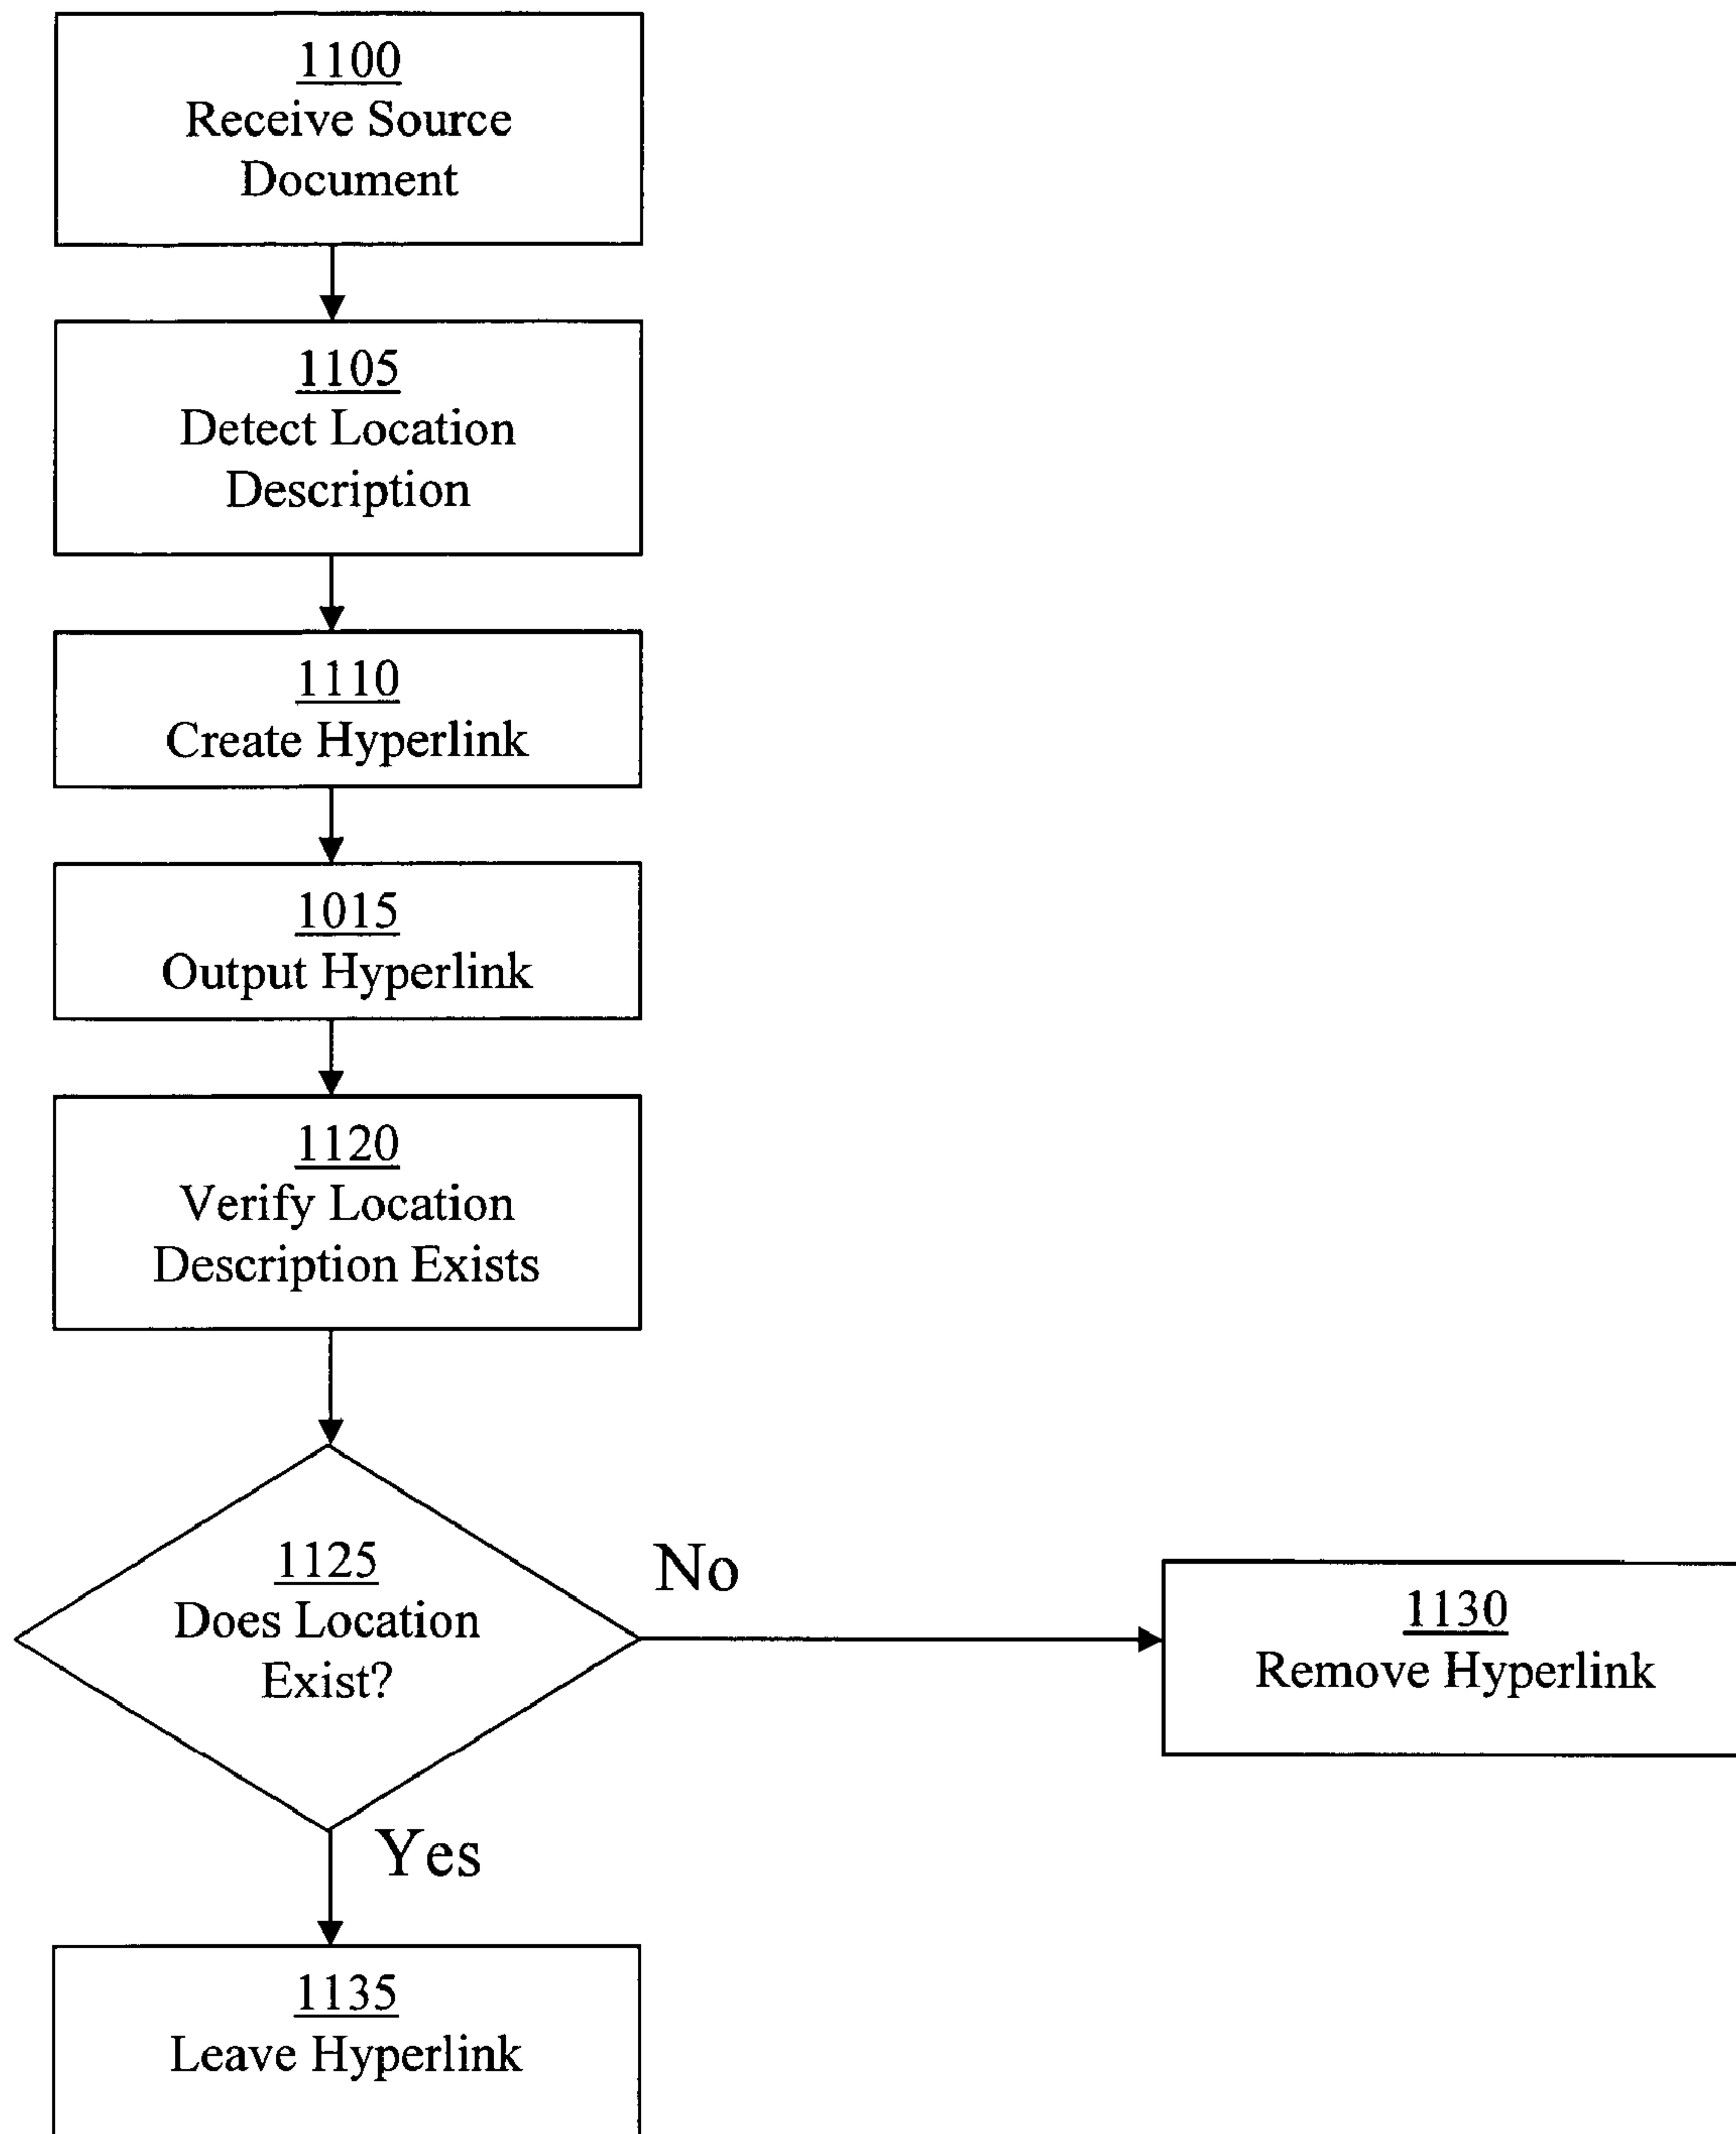 1100
Receive Source
Document
1105
Detect Location
Description
1110
Create Hyperlink
1015
Output Hyperlink
1120
Verify Location
Description Exists
1125
Does Location
Exist?
No
1130
Remove Hyperlink
Yes
1135
Leave Hyperlink